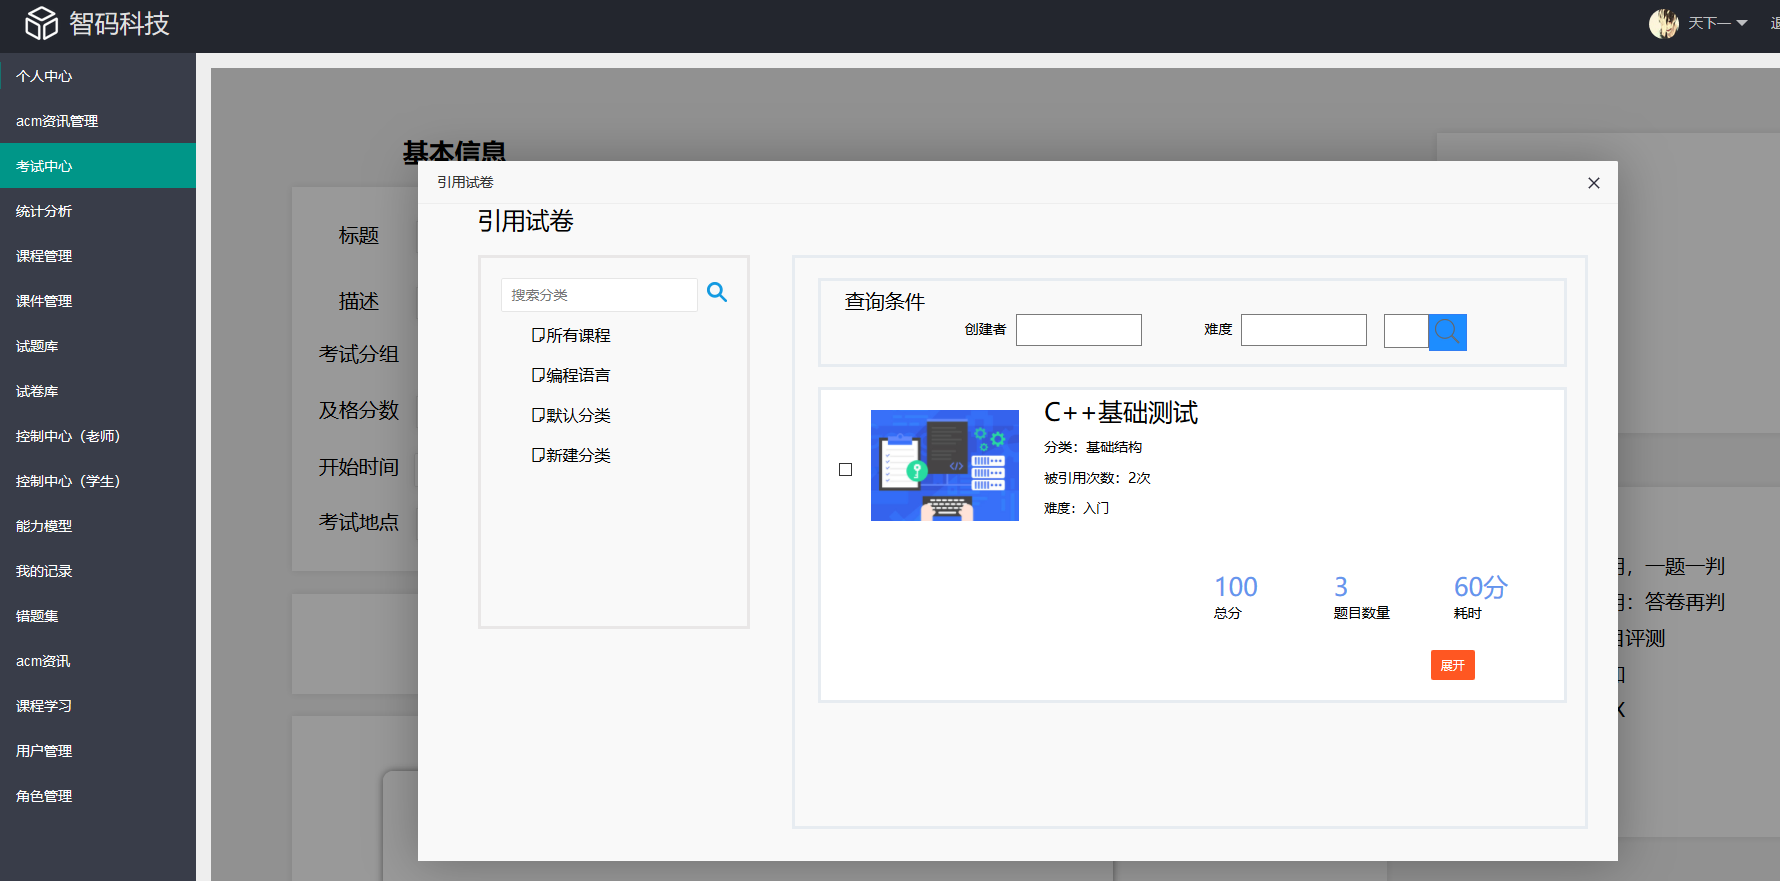 智码科技
天下一
退
个人中心
acm资讯管理
考试中心
统计分析
课程管理
课件管理
试题库
试卷库
控制中心（老师）
控制中心（学生）
能力模型
我的记录
错题集
acm资讯
课程学习
用户管理
角色管理
基本信息
标题
描述
考试分组
及格分数
开始时间
考试地点
引用试卷
引用试卷
搜索分类
所有课程
编程语言
默认分类
新建分类
查询条件
创建者
难度
C++基础测试
分类：基础结构
被引用次数：2次
难度：入门
100
总分
3
题目数量
60分
耗时
展开
，一题一判
：答卷再判
评测